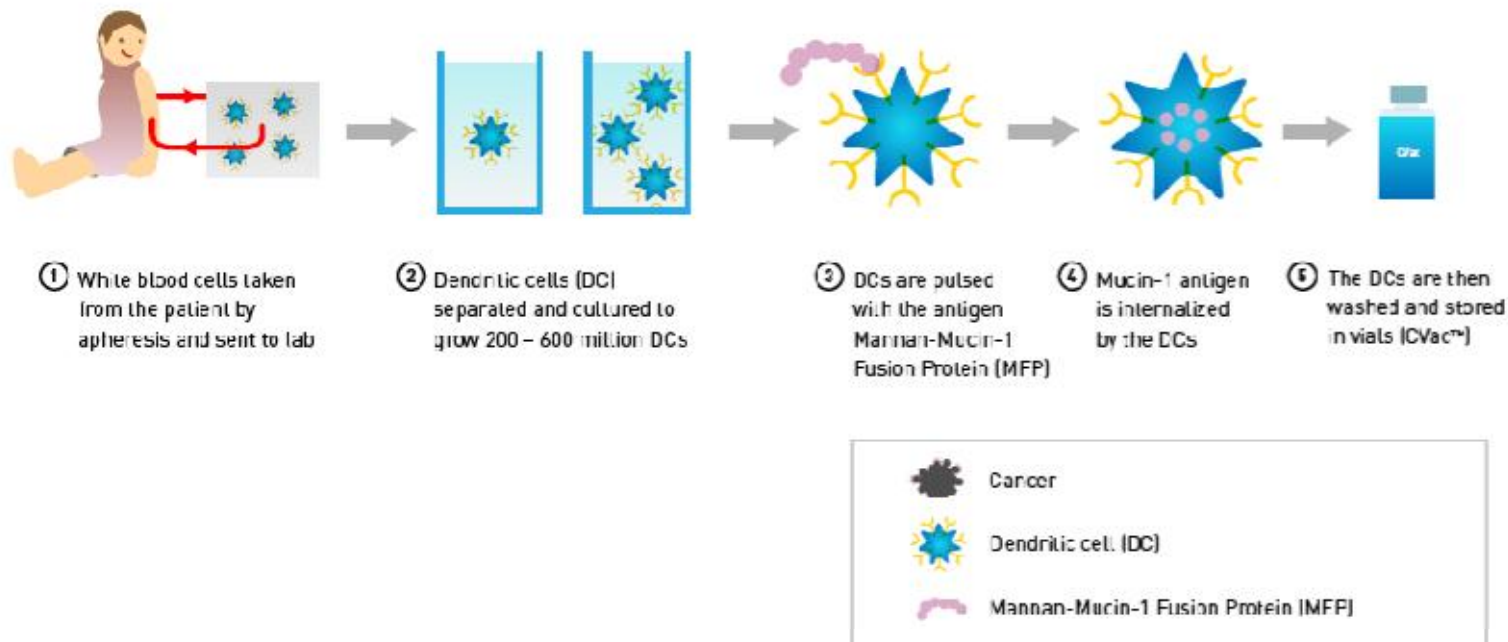 ① White blood cells taken
from the patient by
apheresis and sent to lab
② Dendritic cells (DC)
separated and cultured to
grow 200 – 600 million DCs
③ DCs are pulsed
with the antigen
Mannan-Mucin-1
Fusion Protein (MFP)
④ Mucin-1 antigen
is internalized
by the DCs
⑤ The DCs are then
washed and stored
in vials (CVac™)
CVac
Cancer
Dendritic cell (DC)
Mannan-Mucin-1 Fusion Protein (MFP)